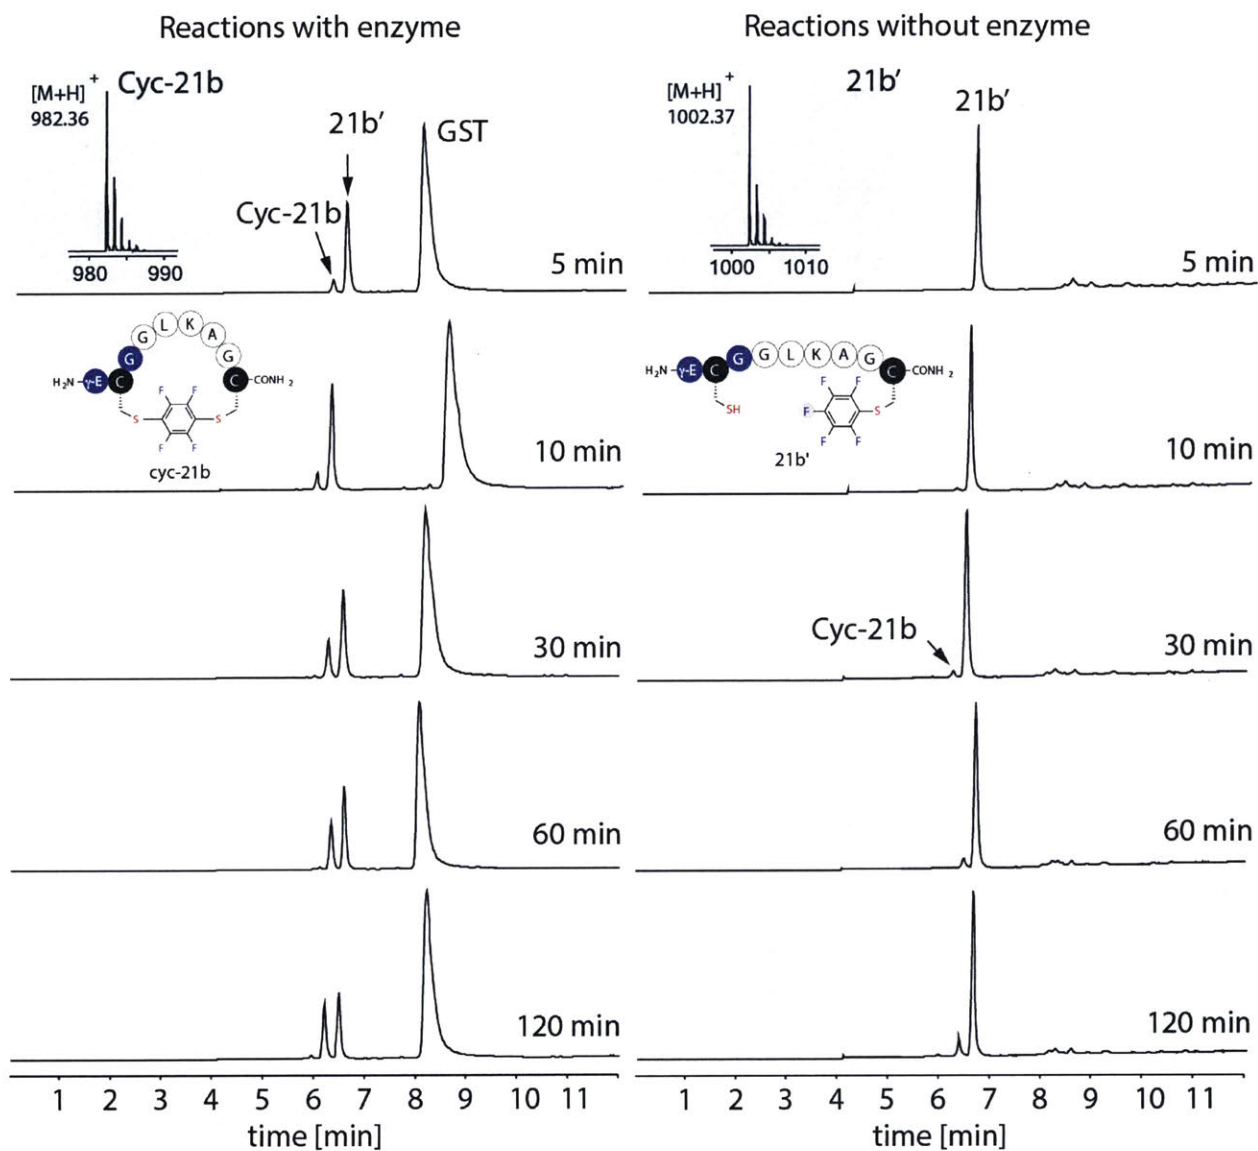 Reactions with enzyme
[M+H]+
982.36
Cyc-21b
980 990
21b′
Cyc-21b
GST
5 min
G L K A G
G
H2N γ-E C C CONH2
F F
S S
F F
cyc-21b
10 min
30 min
60 min
120 min
1 2 3 4 5 6 7 8 9 10 11
time [min]
Reactions without enzyme
[M+H]+
1002.37
21b′
1000 1010
21b′
5 min
H2N γ-E C G G L K A G C CONH2
SH
F F
F S
F F
21b'
10 min
Cyc-21b
30 min
60 min
120 min
1 2 3 4 5 6 7 8 9 10 11
time [min]